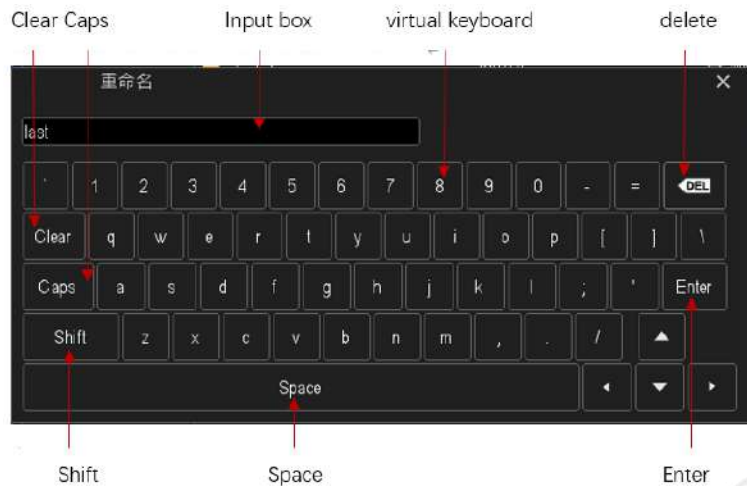 Clear Caps Input box virtual keyboard delete
重命名 ×
last
` 1 2 3 4 5 6 7 8 9 0 - = DEL
Clear q w e r t y u i o p [ ] \
Caps a s d f g h j k l ; ' Enter
Shift z x c v b n m , . /
Space
Shift Space Enter